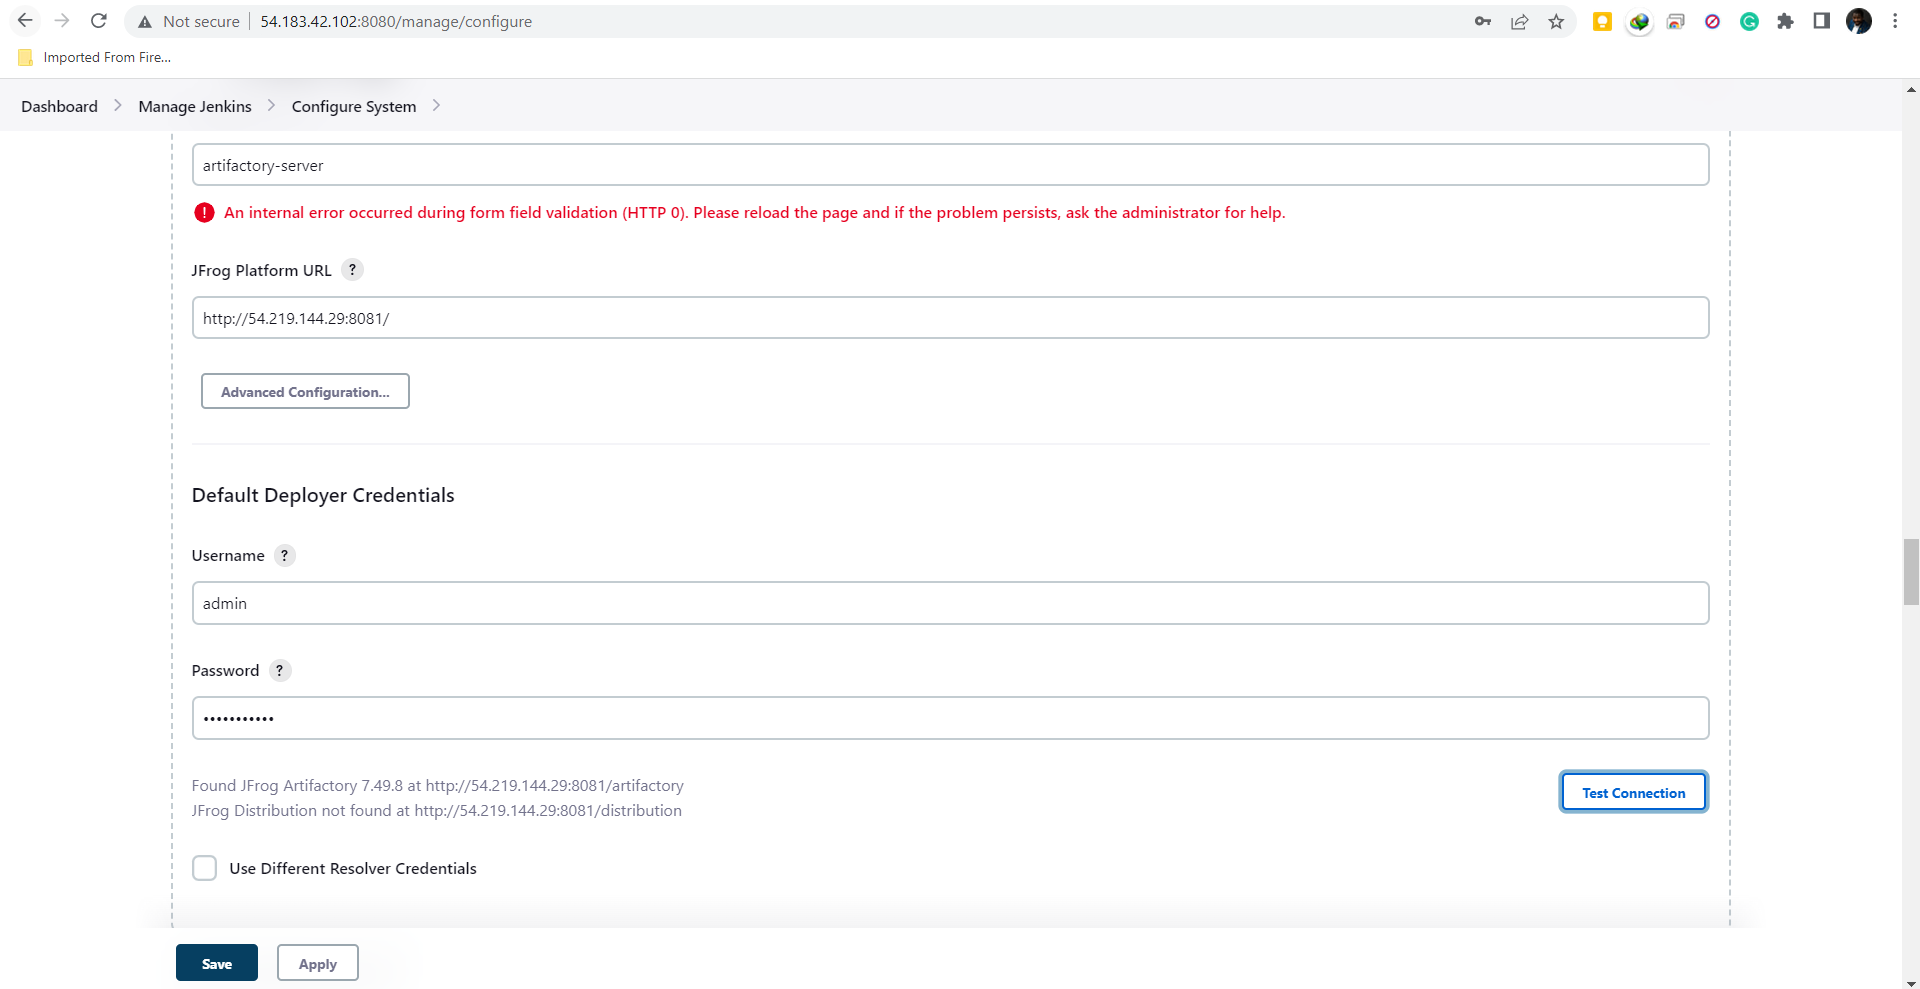 Not secure 54.183.42.102:8080/manage/configure
Imported From Fire...
Dashboard Manage Jenkins Configure System
artifactory-server
! An internal error occurred during form field validation (HTTP 0). Please reload the page and if the problem persists, ask the administrator for help.
JFrog Platform URL ?
http://54.219.144.29:8081/
Advanced Configuration...
Default Deployer Credentials
Username ?
admin
Password ?
•••••••••••
Found JFrog Artifactory 7.49.8 at http://54.219.144.29:8081/artifactory
Test Connection
JFrog Distribution not found at http://54.219.144.29:8081/distribution
Use Different Resolver Credentials
Save Apply